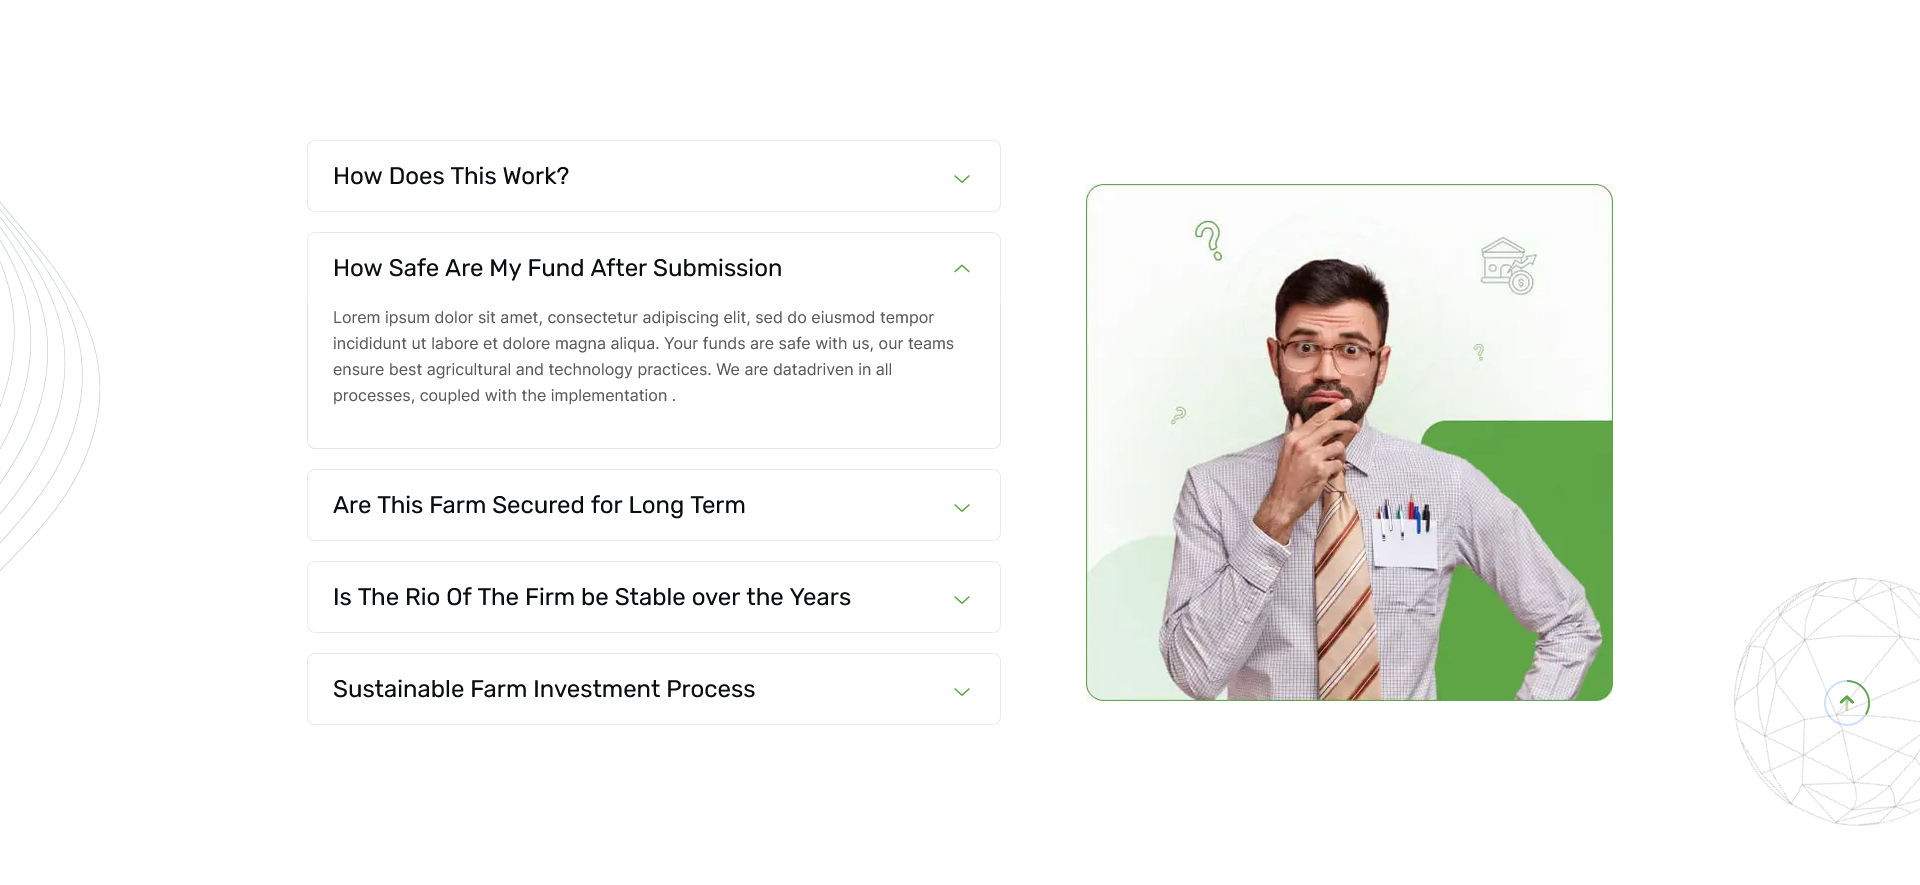 How Does This Work?
How Safe Are My Fund After Submission
Lorem ipsum dolor sit amet, consectetur adipiscing elit, sed do eiusmod tempor
incididunt ut labore et dolore magna aliqua. Your funds are safe with us, our teams
ensure best agricultural and technology practices. We are datadriven in all
processes, coupled with the implementation .
Are This Farm Secured for Long Term
Is The Rio Of The Firm be Stable over the Years
Sustainable Farm Investment Process